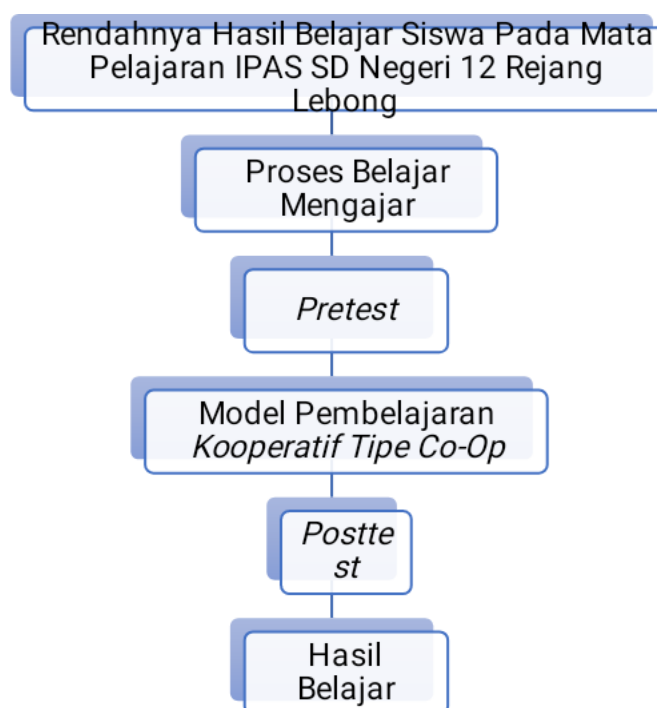 Rendahnya Hasil Belajar Siswa Pada Mata
Pelajaran IPAS SD Negeri 12 Rejang
Lebong
Proses Belajar
Mengajar
Pretest
Model Pembelajaran
Kooperatif Tipe Co-Op
Postte
st
Hasil
Belajar